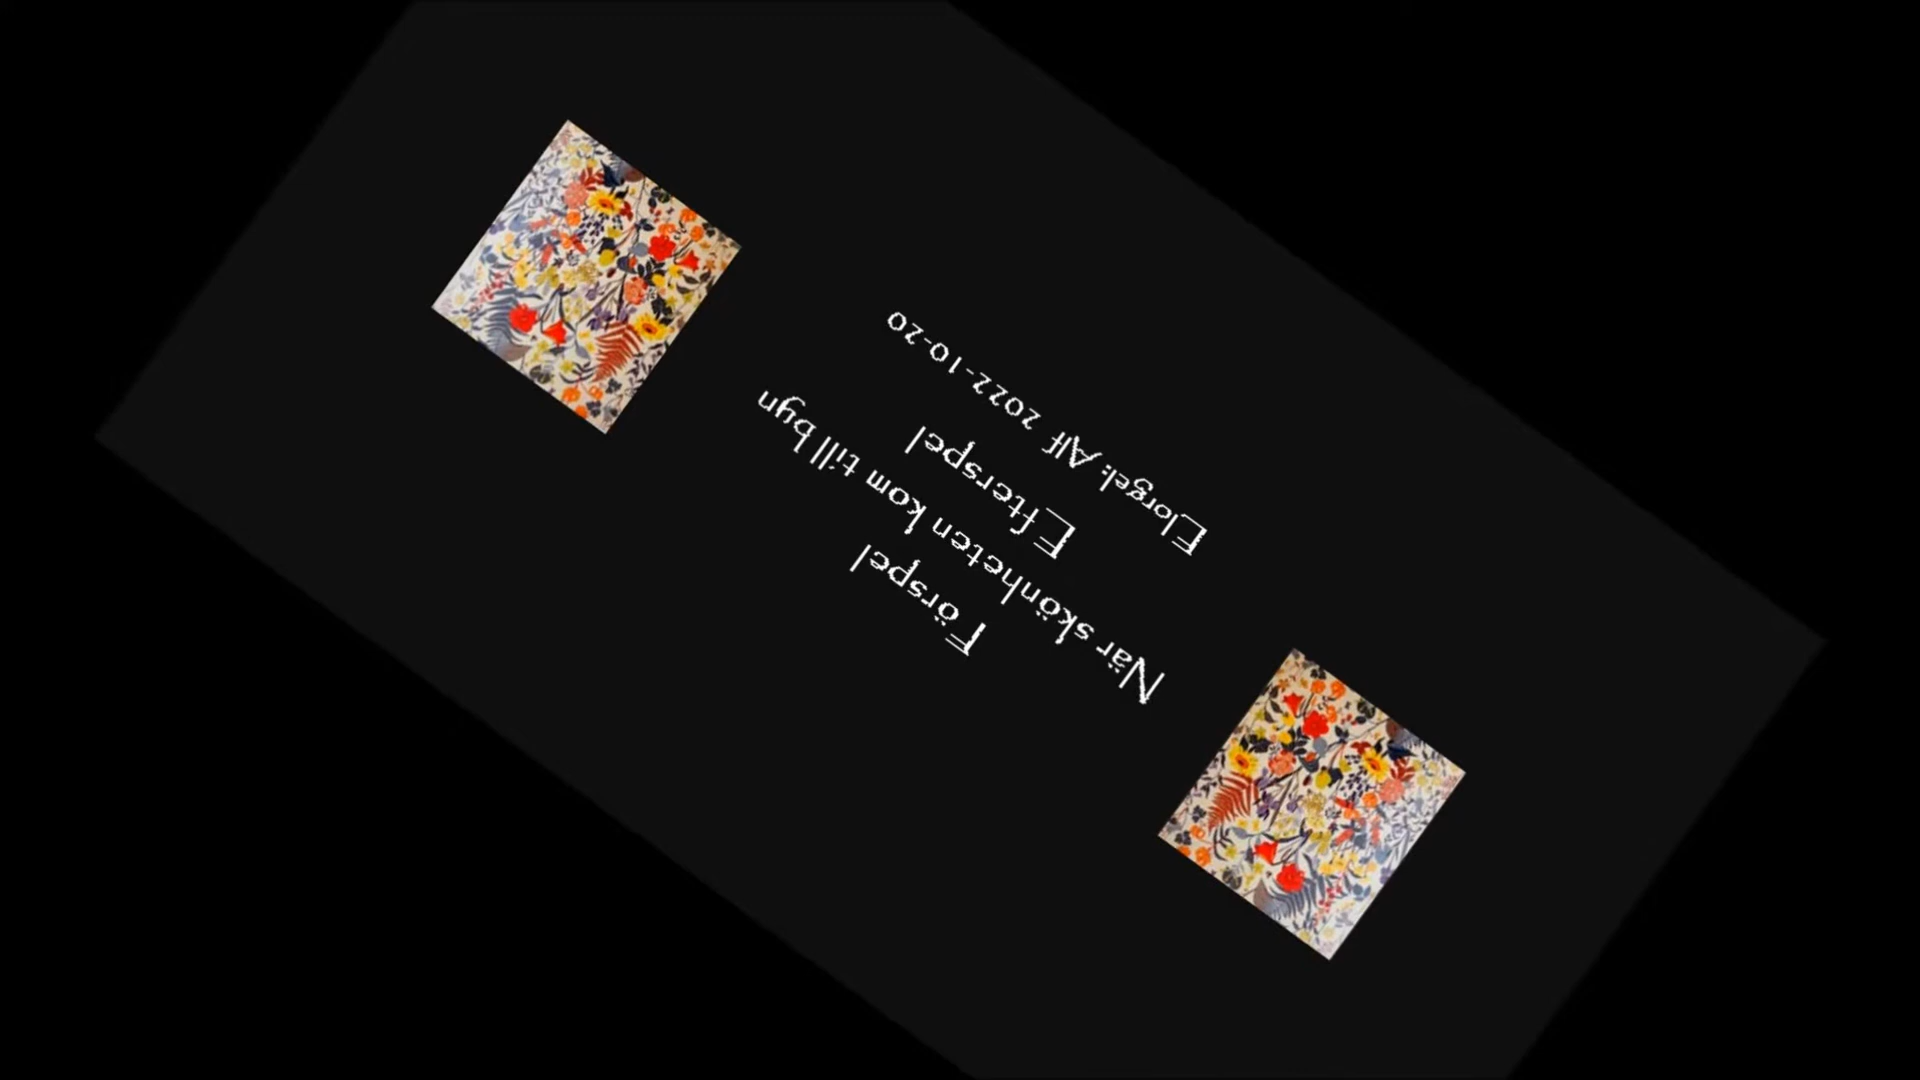 Förspel
När skönheten kom till byn
Efterspel
Elorgel: Alf 2022-10-20